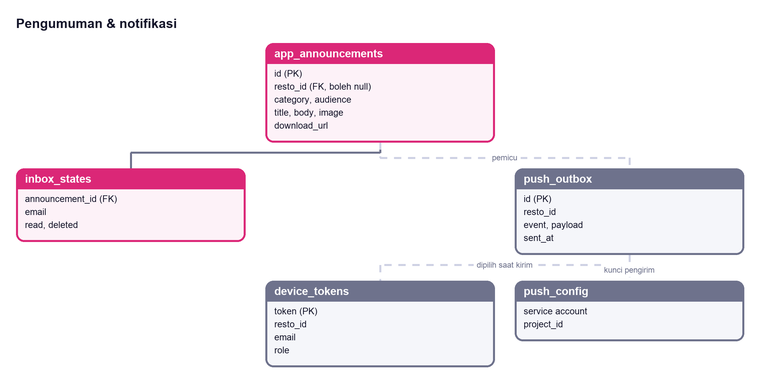 Pengumuman & notifikasi
app_announcements
id (PK)
resto_id (FK, boleh null)
category, audience
title, body, image
download_url
pemicu
inbox_states
announcement_id (FK)
email
read, deleted
push_outbox
id (PK)
resto_id
event, payload
sent_at
dipilih saat kirim
kunci pengirim
device_tokens
token (PK)
resto_id
email
role
push_config
service account
project_id